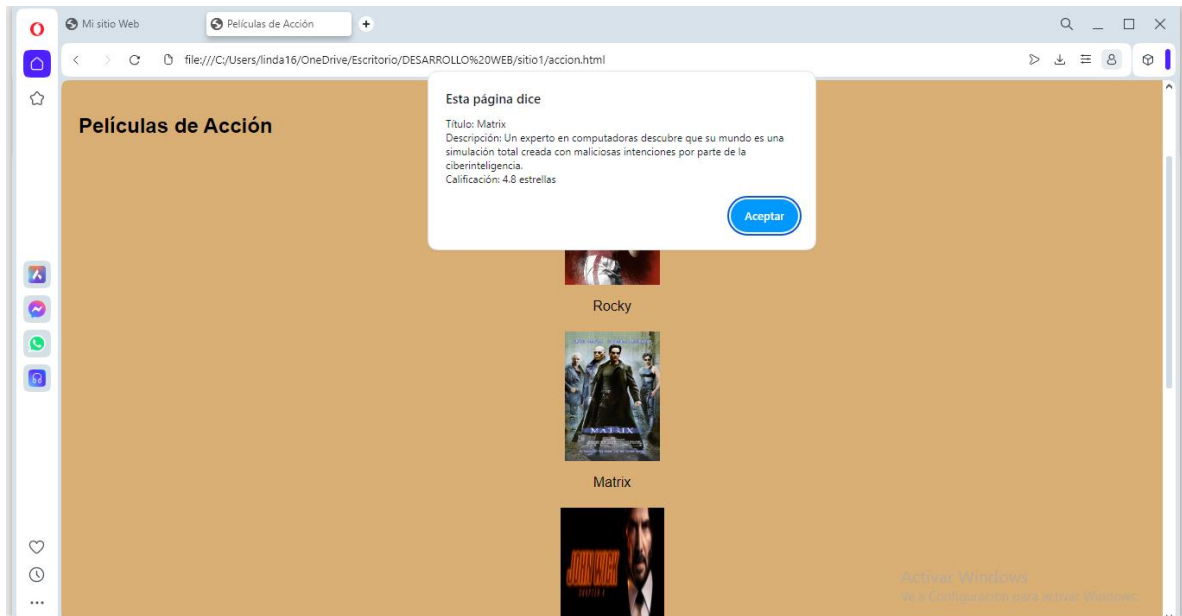 Mi sitio Web
Películas de Acción
file:///C:/Users/linda16/OneDrive/Escritorio/DESARROLLO%20WEB/sitio1/accion.html
Esta página dice
Título: Matrix
Descripción: Un experto en computadoras descubre que su mundo es una
simulación total creada con maliciosas intenciones por parte de la
ciberinteligencia.
Calificación: 4.8 estrellas
Aceptar
Películas de Acción
Rocky
MATRIX
Matrix
JOHN WICK
Activar Windows
Ve a Configuración para activar Windows.